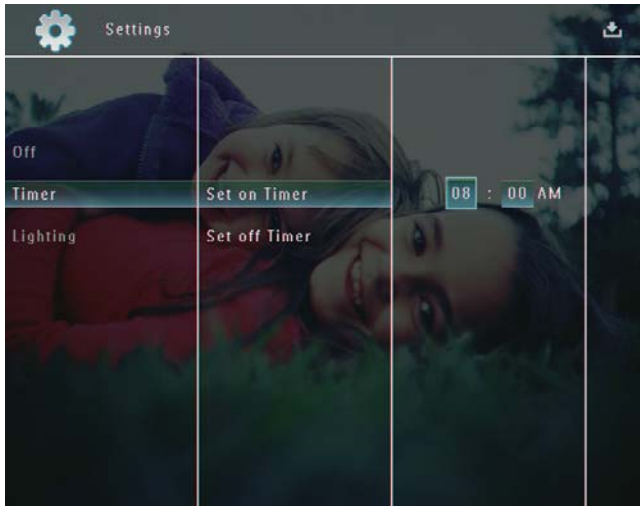 Settings
Off
Timer
Set on Timer
08 : 00 AM
Lighting
Set off Timer